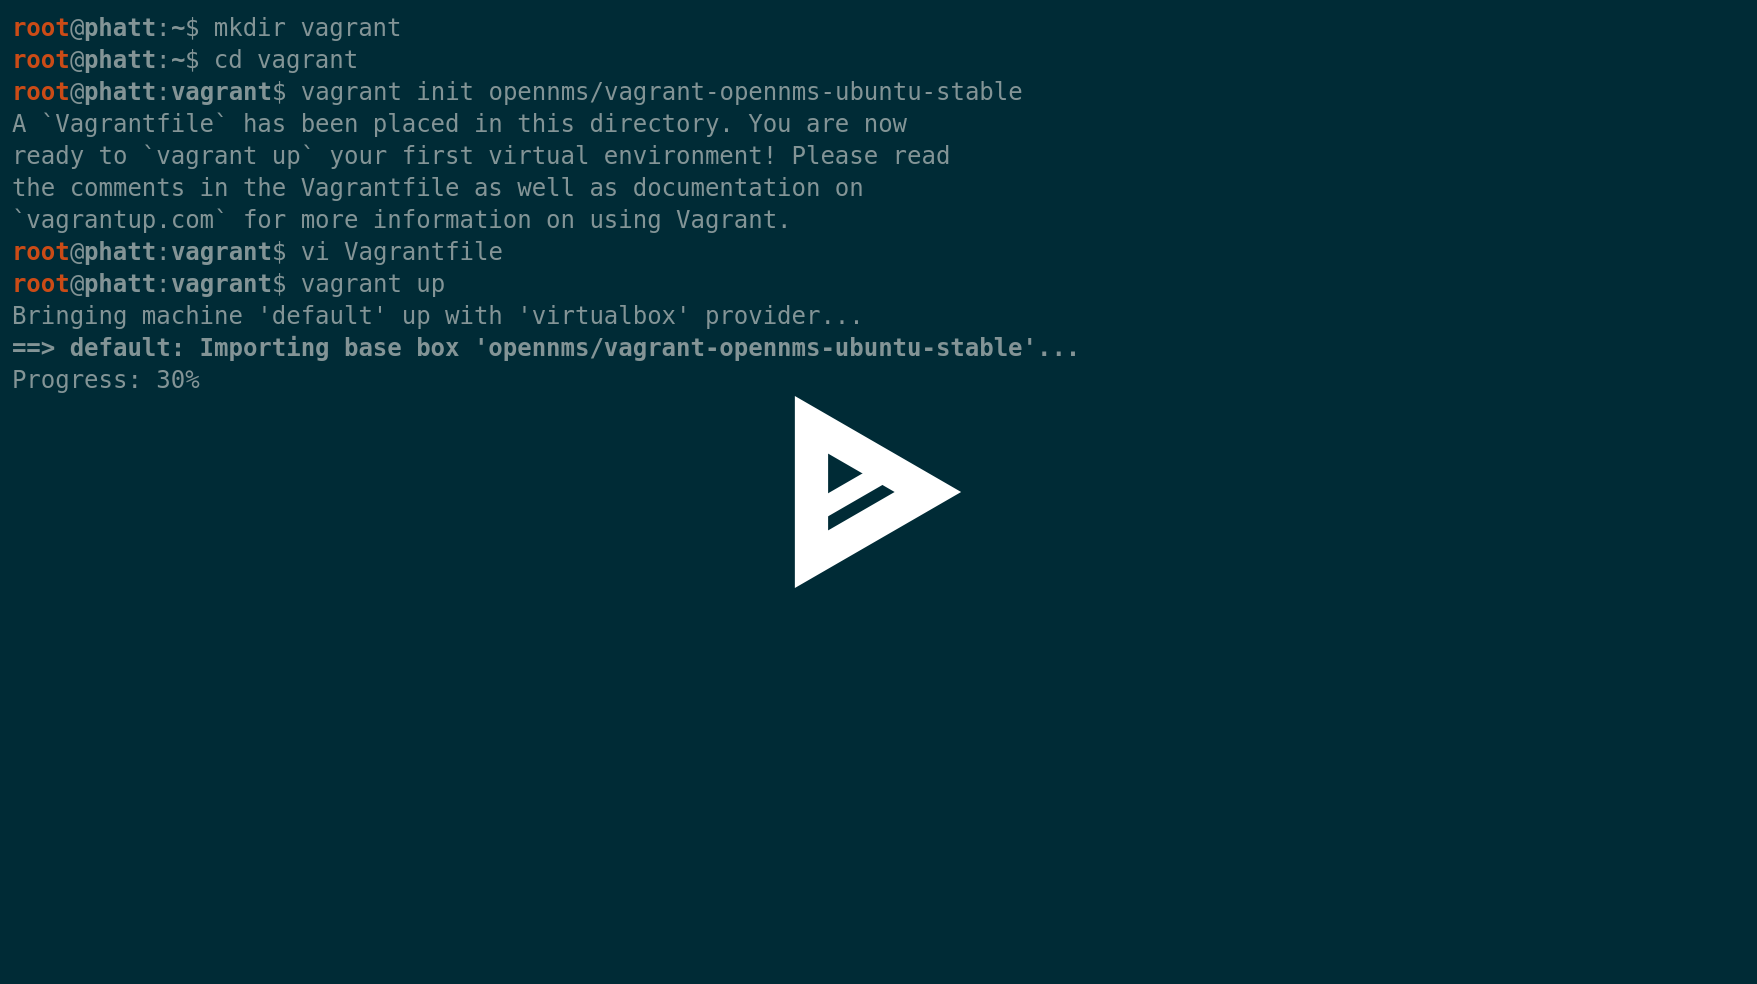 root@phatt:~$ mkdir vagrant
root@phatt:~$ cd vagrant
root@phatt:vagrant$ vagrant init opennms/vagrant-opennms-ubuntu-stable
A `Vagrantfile` has been placed in this directory. You are now
ready to `vagrant up` your first virtual environment! Please read
the comments in the Vagrantfile as well as documentation on
`vagrantup.com` for more information on using Vagrant.
root@phatt:vagrant$ vi Vagrantfile
root@phatt:vagrant$ vagrant up
Bringing machine 'default' up with 'virtualbox' provider...
==> default: Importing base box 'opennms/vagrant-opennms-ubuntu-stable'...
Progress: 30%